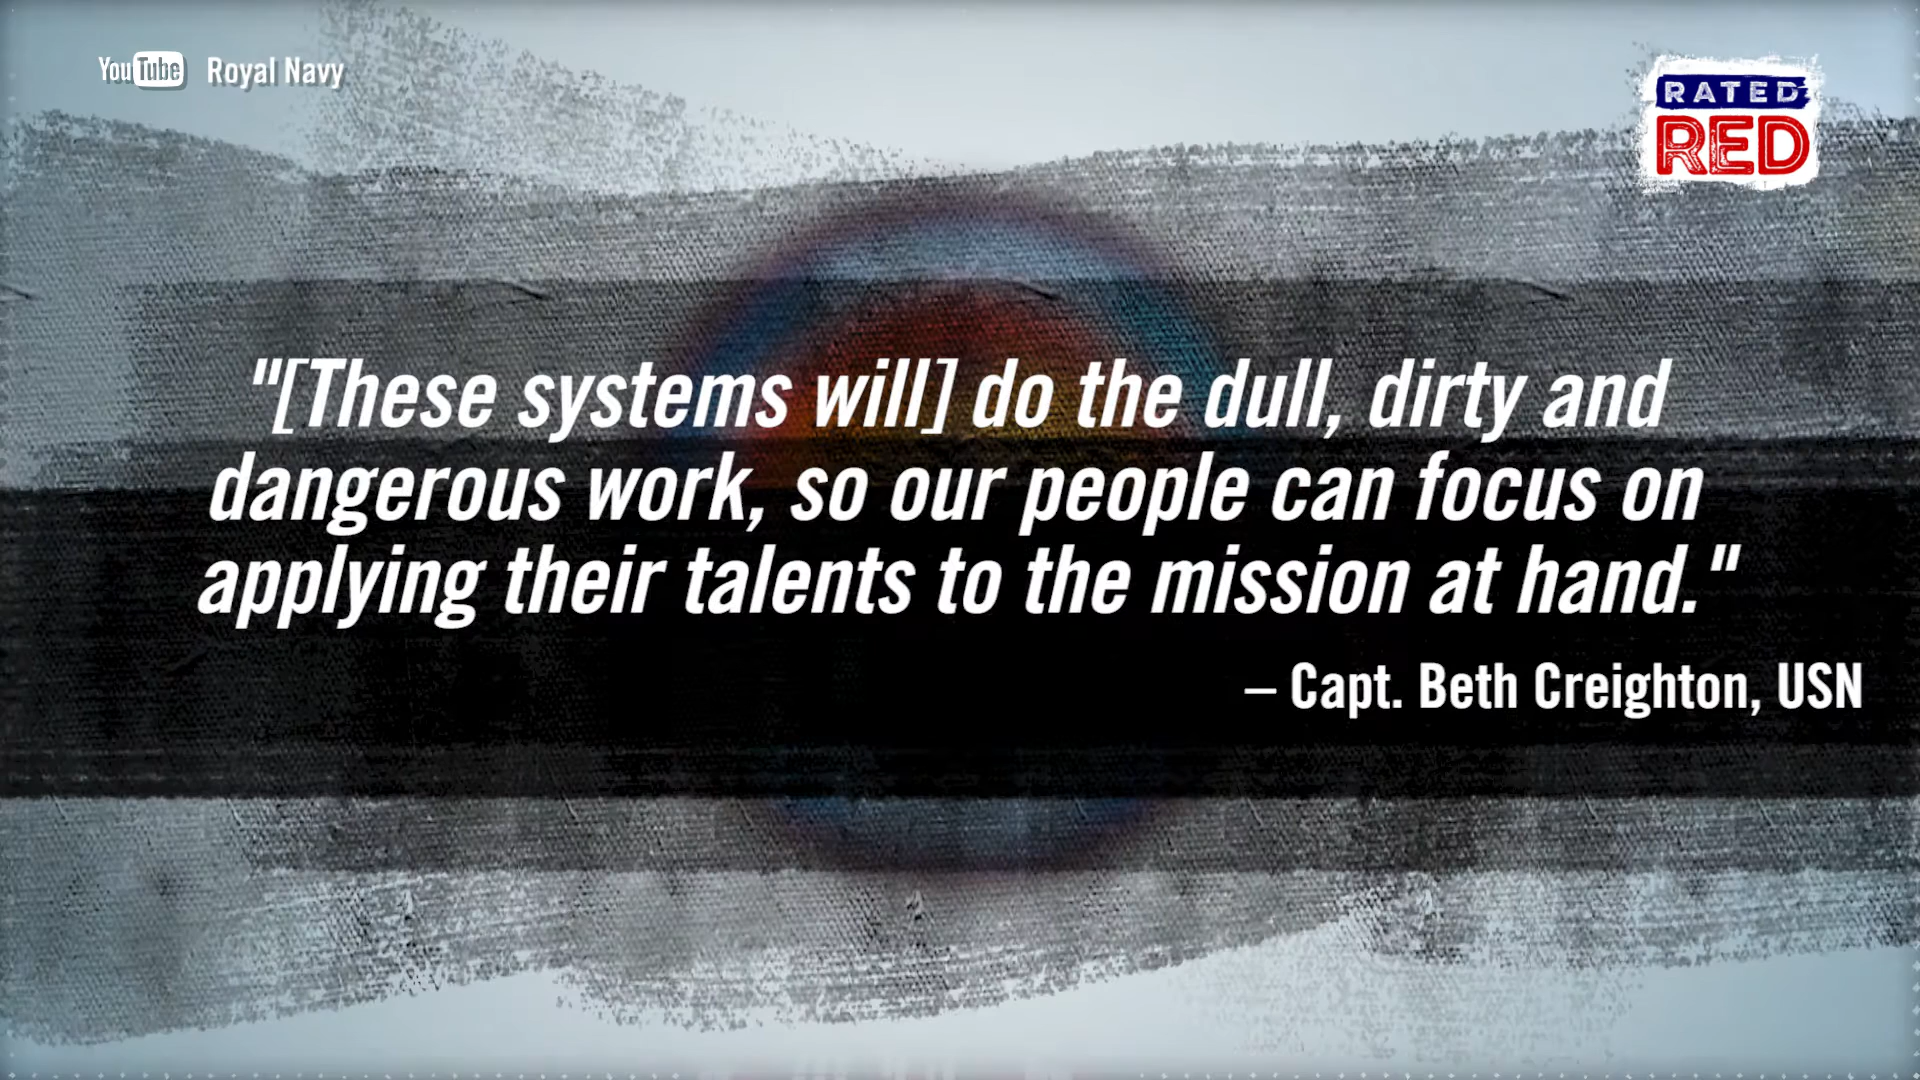 YouTube Royal Navy
RATED
RED
"[These systems will] do the dull, dirty and
dangerous work, so our people can focus on
applying their talents to the mission at hand."
– Capt. Beth Creighton, USN